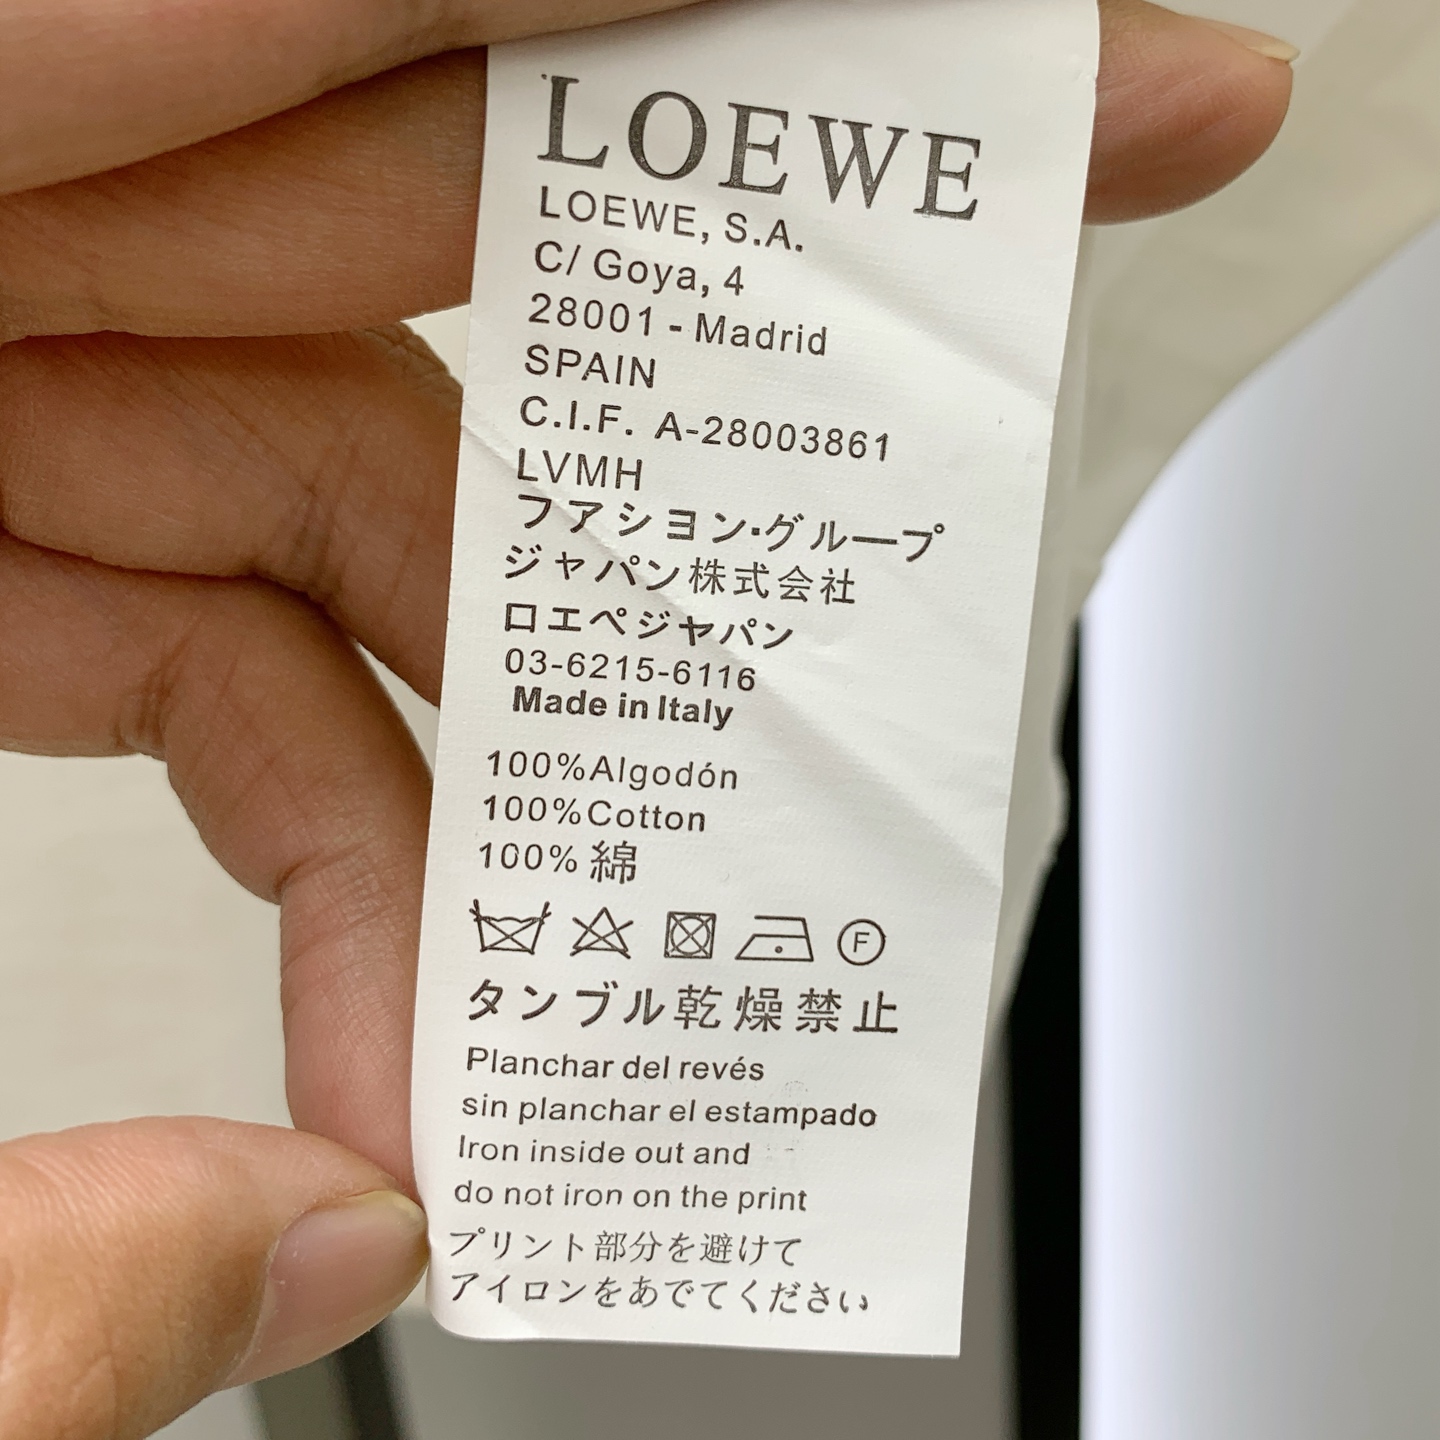 LOEWE
LOEWE, S.A.
C/ Goya, 4
28001 - Madrid
SPAIN
C.I.F. A-28003861
LVMH
フアシヨン・グループ
ジャパン株式会社
ロエペジャパン
03-6215-6116
Made in Italy
100%Algodón
100%Cotton
100% 綿
F
タンブル乾燥禁止
Planchar del revés
sin planchar el estampado
Iron inside out and
do not iron on the print
プリント部分を避けて
アイロンをあでてください